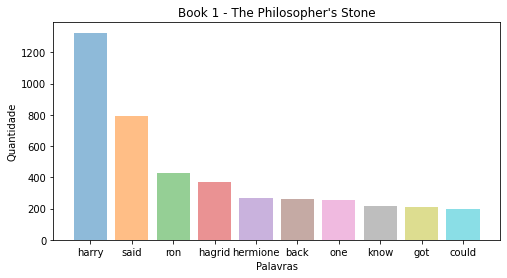 Book 1 - The Philosopher's Stone
1200
1000
800
600
400
200
0
Quantidade
harry said ron hagrid hermione back one know got could
Palavras